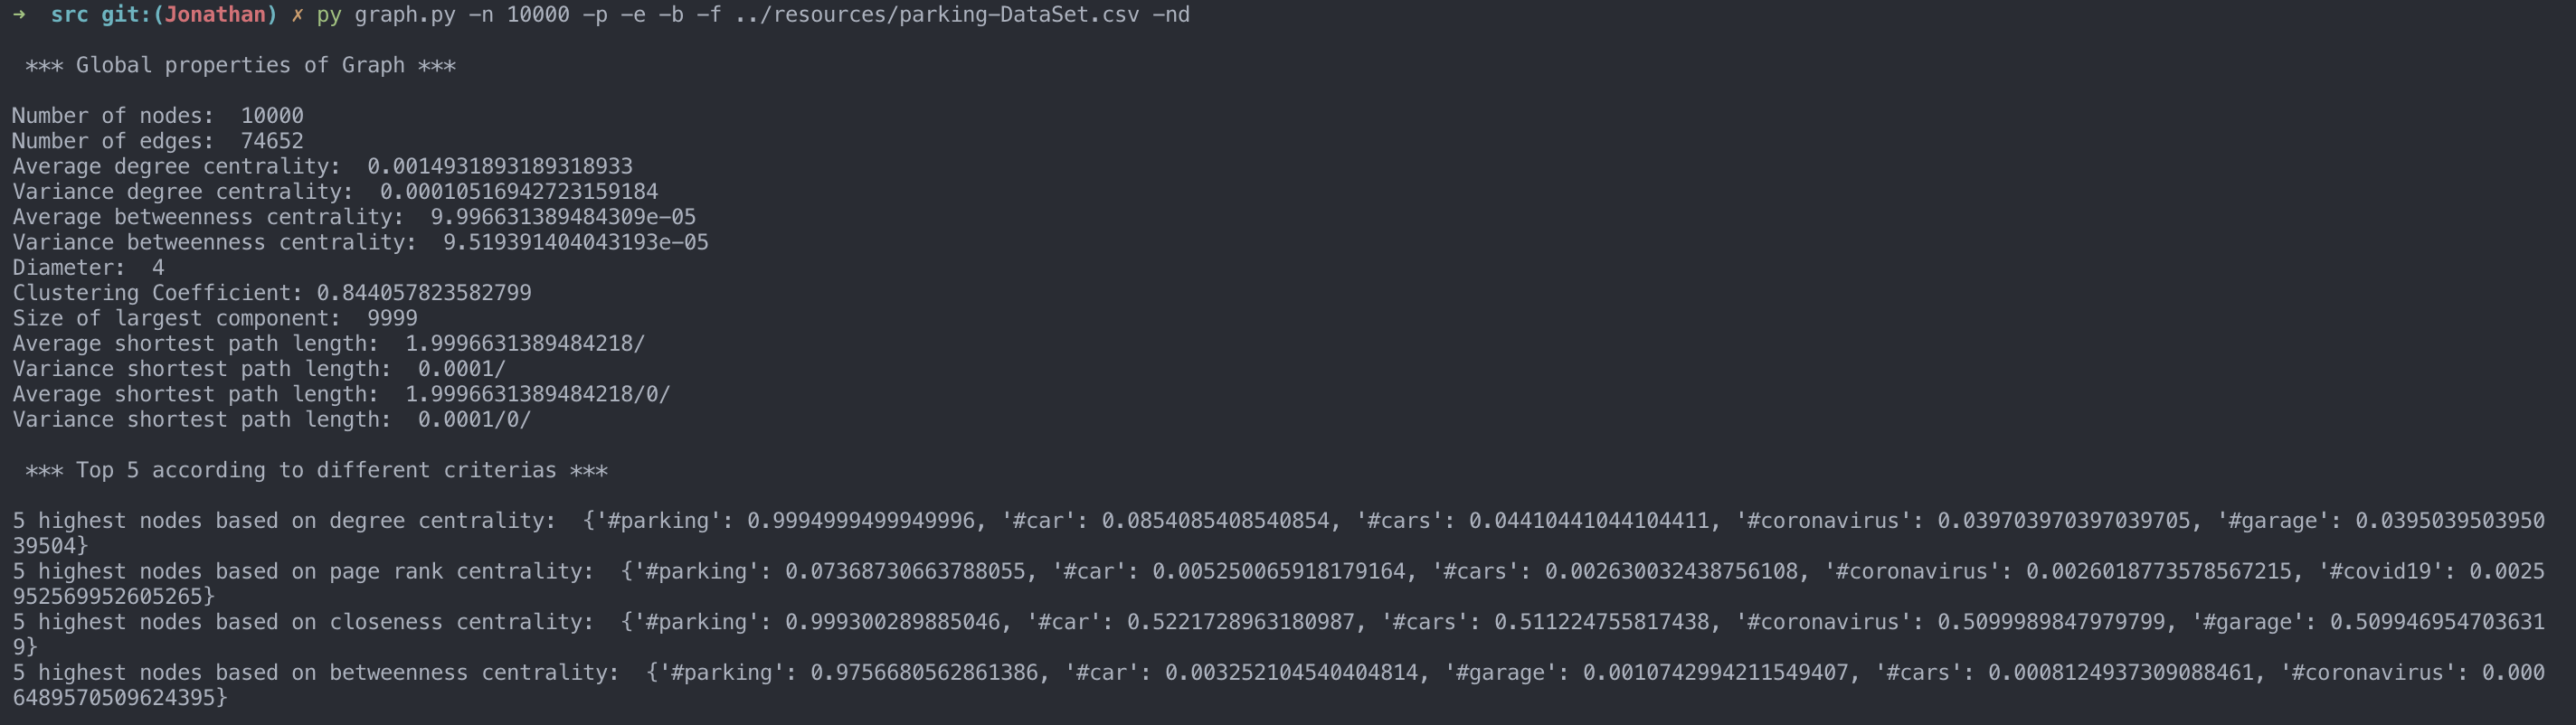 →  src git:(Jonathan) ✗ py graph.py -n 10000 -p -e -b -f ../resources/parking-DataSet.csv -nd
*** Global properties of Graph ***
Number of nodes:  10000
Number of edges:  74652
Average degree centrality:  0.0014931893189318933
Variance degree centrality:  0.00010516942723159184
Average betweenness centrality:  9.996631389484309e-05
Variance betweenness centrality:  9.519391404043193e-05
Diameter:  4
Clustering Coefficient: 0.844057823582799
Size of largest component:  9999
Average shortest path length:  1.9996631389484218/
Variance shortest path length:  0.0001/
Average shortest path length:  1.9996631389484218/0/
Variance shortest path length:  0.0001/0/
*** Top 5 according to different criterias ***
5 highest nodes based on degree centrality:  {'#parking': 0.9994999499949996, '#car': 0.0854085408540854, '#cars': 0.04410441044104411, '#coronavirus': 0.039703970397039705, '#garage': 0.0395039503950
39504}
5 highest nodes based on page rank centrality:  {'#parking': 0.07368730663788055, '#car': 0.005250065918179164, '#cars': 0.002630032438756108, '#coronavirus': 0.0026018773578567215, '#covid19': 0.0025
952569952605265}
5 highest nodes based on closeness centrality:  {'#parking': 0.999300289885046, '#car': 0.5221728963180987, '#cars': 0.511224755817438, '#coronavirus': 0.5099989847979799, '#garage': 0.509946954703631
9}
5 highest nodes based on betweenness centrality:  {'#parking': 0.9756680562861386, '#car': 0.003252104540404814, '#garage': 0.0010742994211549407, '#cars': 0.0008124937309088461, '#coronavirus': 0.000
6489570509624395}